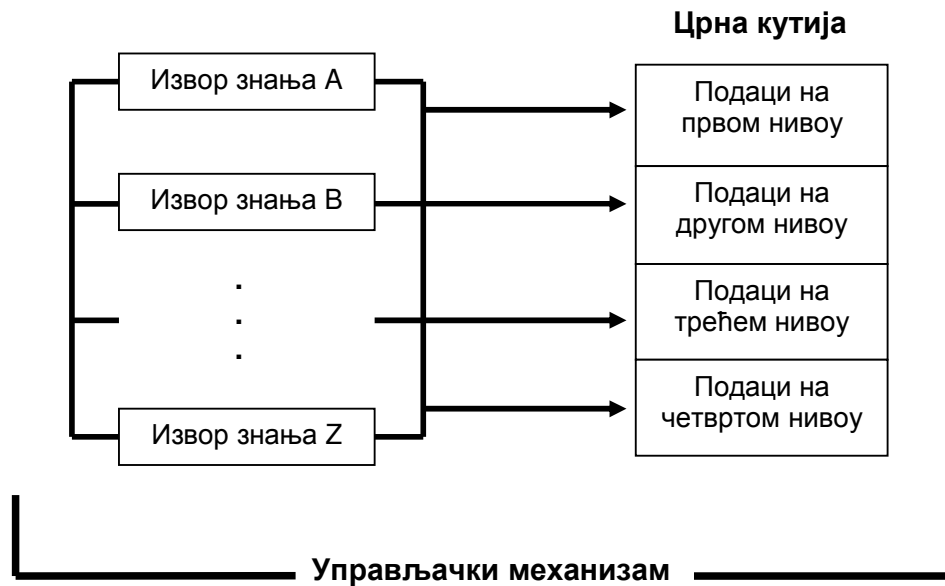 Црна кутија
Извор знања А
Подаци на
првом нивоу
Извор знања B
Подаци на
другом нивоу
.
.
.
Подаци на
трећем нивоу
Извор знања Z
Подаци на
четвртом нивоу
Управљачки механизам